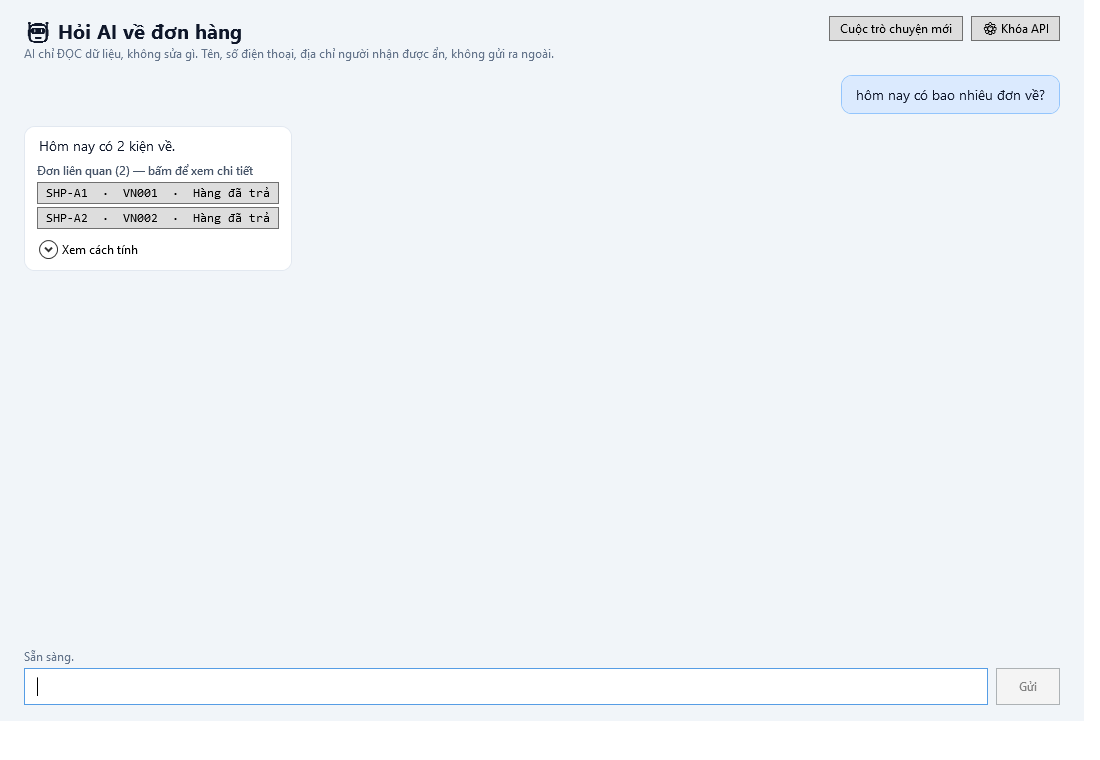 Hỏi AI về đơn hàng
Cuộc trò chuyện mới
Khóa API
AI chỉ ĐỌC dữ liệu, không sửa gì. Tên, số điện thoại, địa chỉ người nhận được ẩn, không gửi ra ngoài.
hôm nay có bao nhiêu đơn về?
Hôm nay có 2 kiện về.
Đơn liên quan (2) — bấm để xem chi tiết
SHP-A1 · VN001 · Hàng đã trả
SHP-A2 · VN002 · Hàng đã trả
Xem cách tính
Sẵn sàng.
Gửi